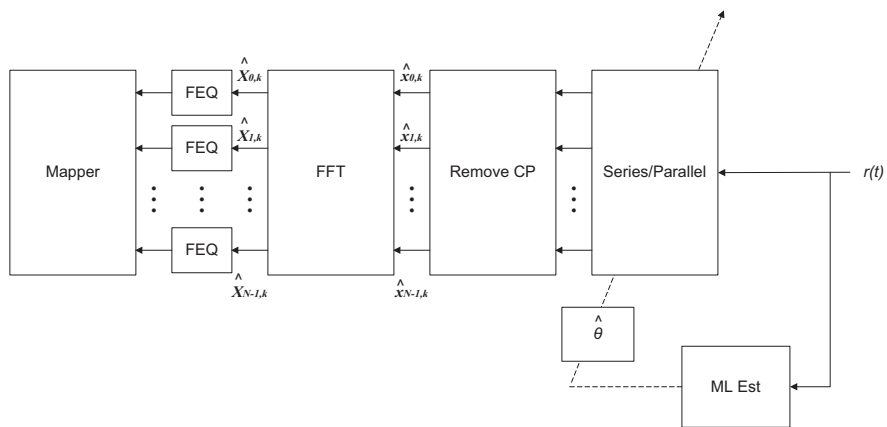 Mapper
FEQ
FEQ
FEQ
X̂0,k
X̂1,k
X̂N-1,k
FFT
x̂0,k
x̂1,k
x̂N-1,k
Remove CP
Series/Parallel
r(t)
θ̂
ML Est